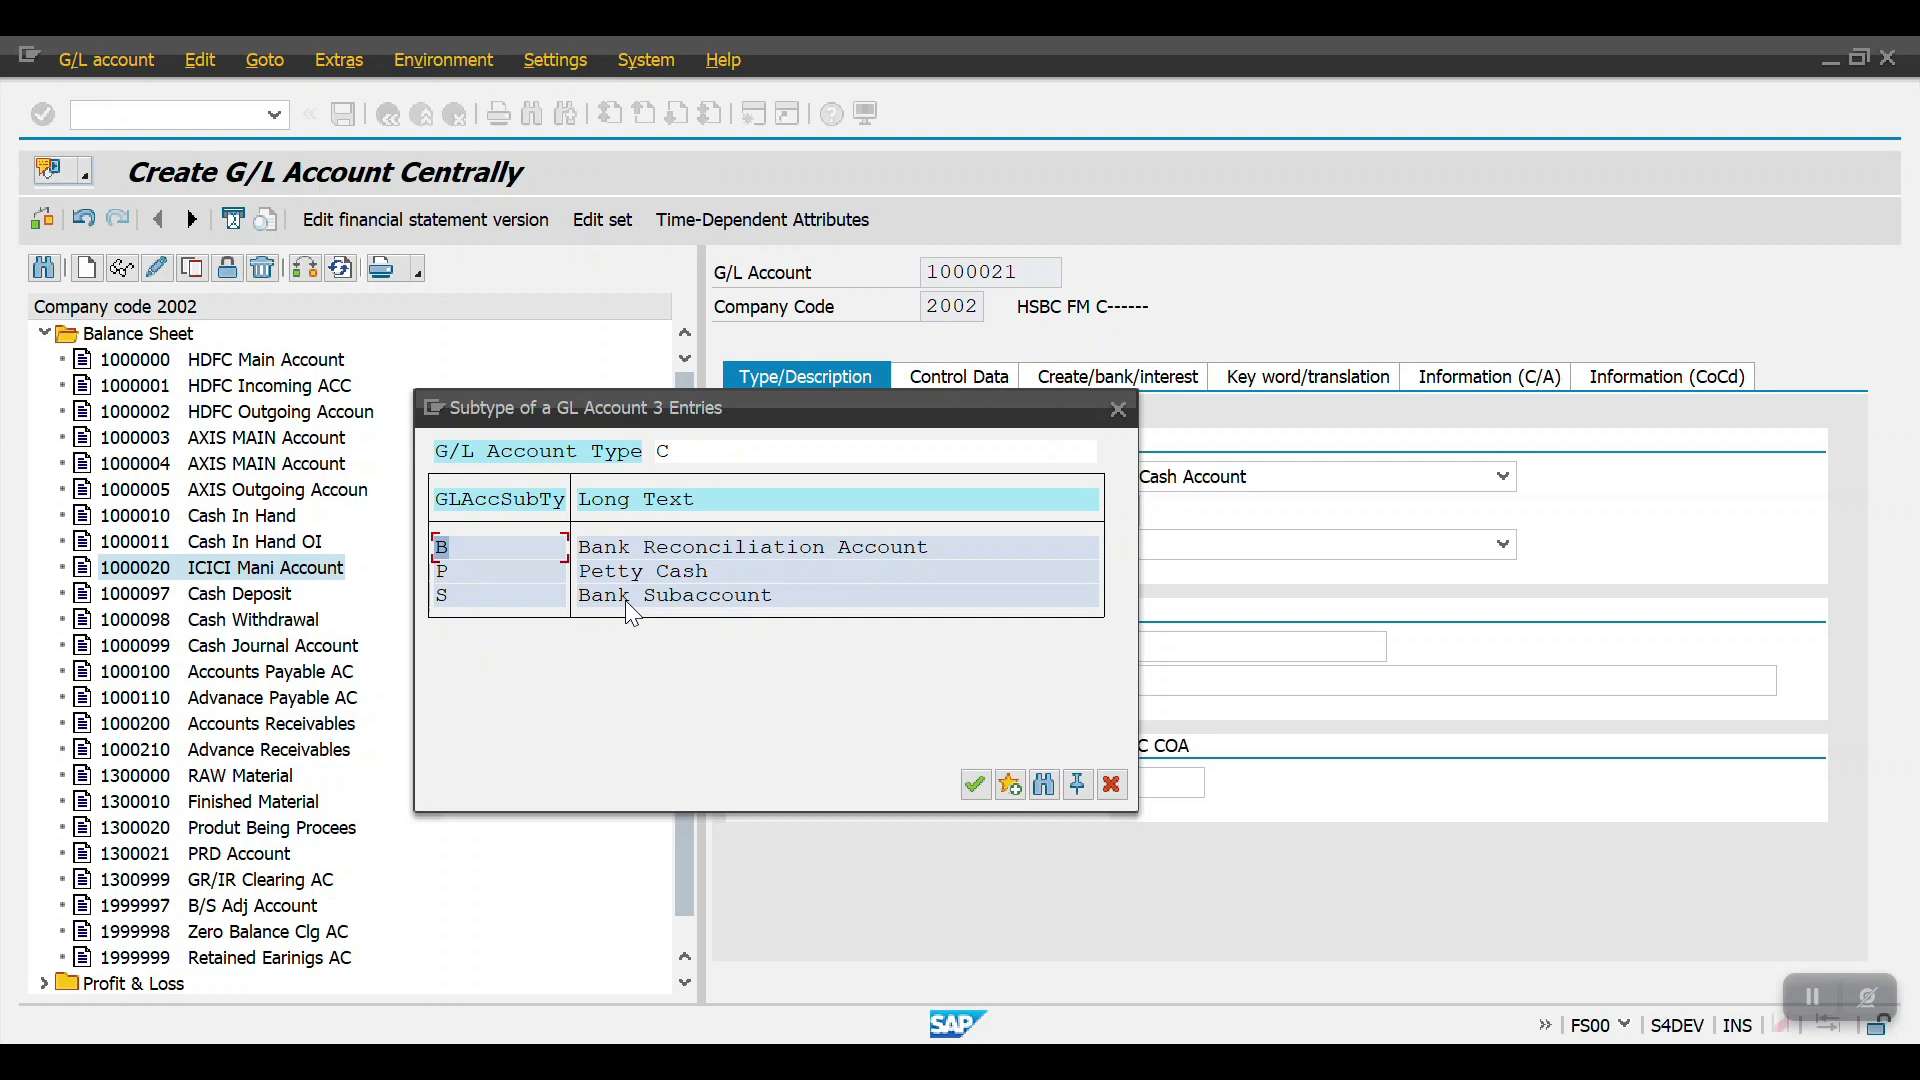 G/L account Edit Goto Extras Environment Settings System Help
Create G/L Account Centrally
Edit financial statement version Edit set Time-Dependent Attributes
Company code 2002
Balance Sheet
1000000 HDFC Main Account
1000001 HDFC Incoming ACC
1000002 HDFC Outgoing Accoun
1000003 AXIS MAIN Account
1000004 AXIS MAIN Account
1000005 AXIS Outgoing Accoun
1000010 Cash In Hand
1000011 Cash In Hand OI
1000020 ICICI Mani Account
1000097 Cash Deposit
1000098 Cash Withdrawal
1000099 Cash Journal Account
1000100 Accounts Payable AC
1000110 Advanace Payable AC
1000200 Accounts Receivables
1000210 Advance Receivables
1300000 RAW Material
1300010 Finished Material
1300020 Produt Being Procees
1300021 PRD Account
1300999 GR/IR Clearing AC
1999997 B/S Adj Account
1999998 Zero Balance Clg AC
1999999 Retained Earinigs AC
Profit & Loss
G/L Account 1000021
Company Code 2002 HSBC FM C------
Type/Description Control Data Create/bank/interest Key word/translation Information (C/A) Information (CoCd)
Cash Account
C COA
Subtype of a GL Account 3 Entries
G/L Account Type C
GLAccSubTy Long Text
B Bank Reconciliation Account
P Petty Cash
S Bank Subaccount
SAP
FS00 S4DEV INS